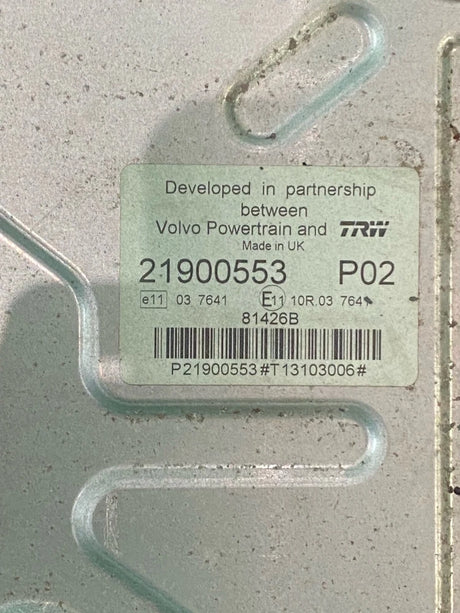 Developed in partnership
between
Volvo Powertrain and TRW
Made in UK
21900553 P02
e11 03 7641 E11 10R.03 7641
81426B
P21900553#T13103006#